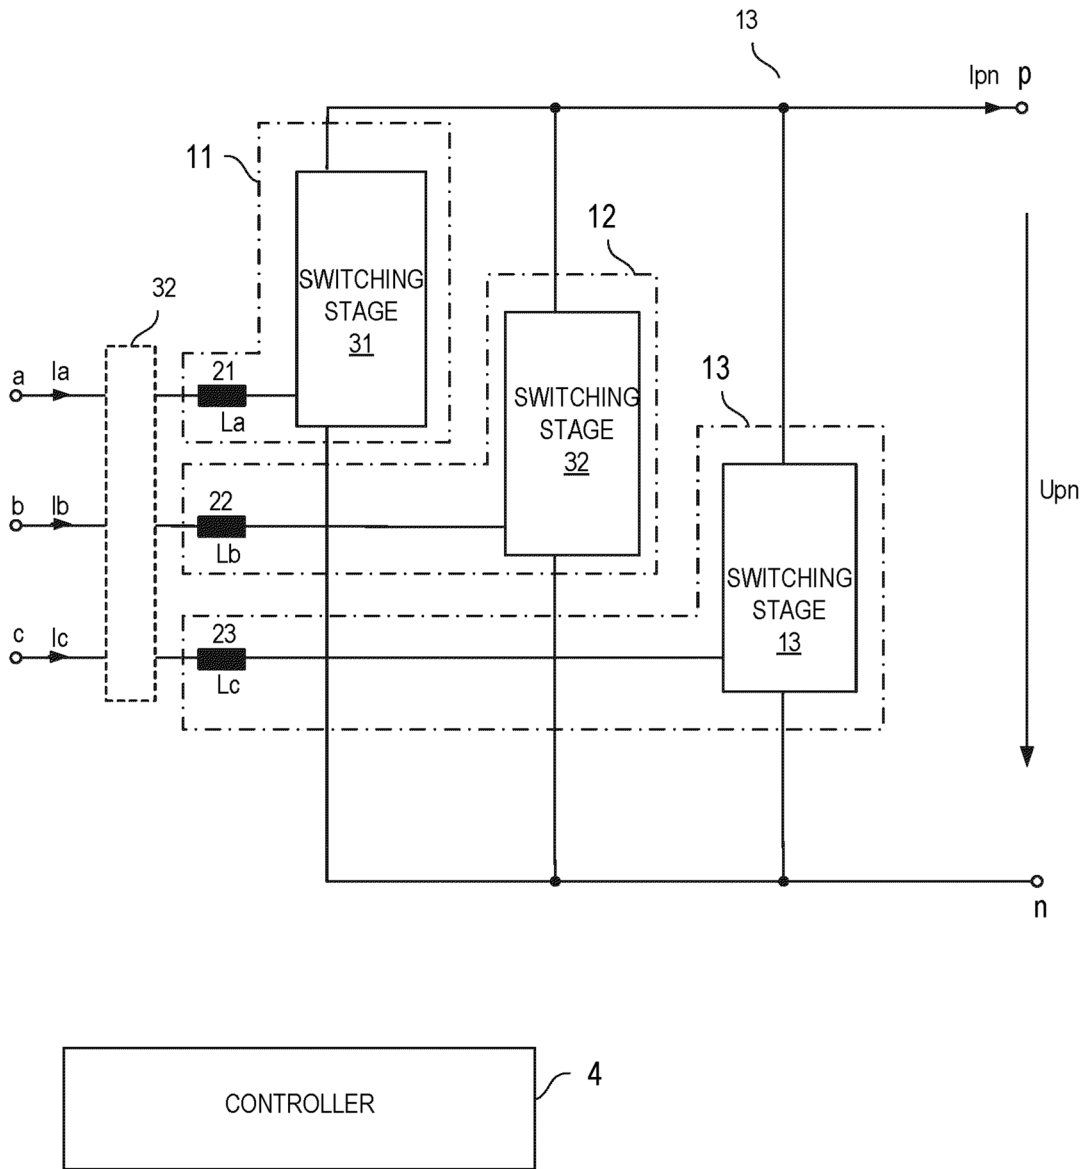 13
Ipn p
11
SWITCHING
STAGE
31
12
32
SWITCHING
STAGE
32
a Ia
21
La
13
Upn
b Ib
22
Lb
SWITCHING
STAGE
13
c Ic
23
Lc
n
CONTROLLER
4